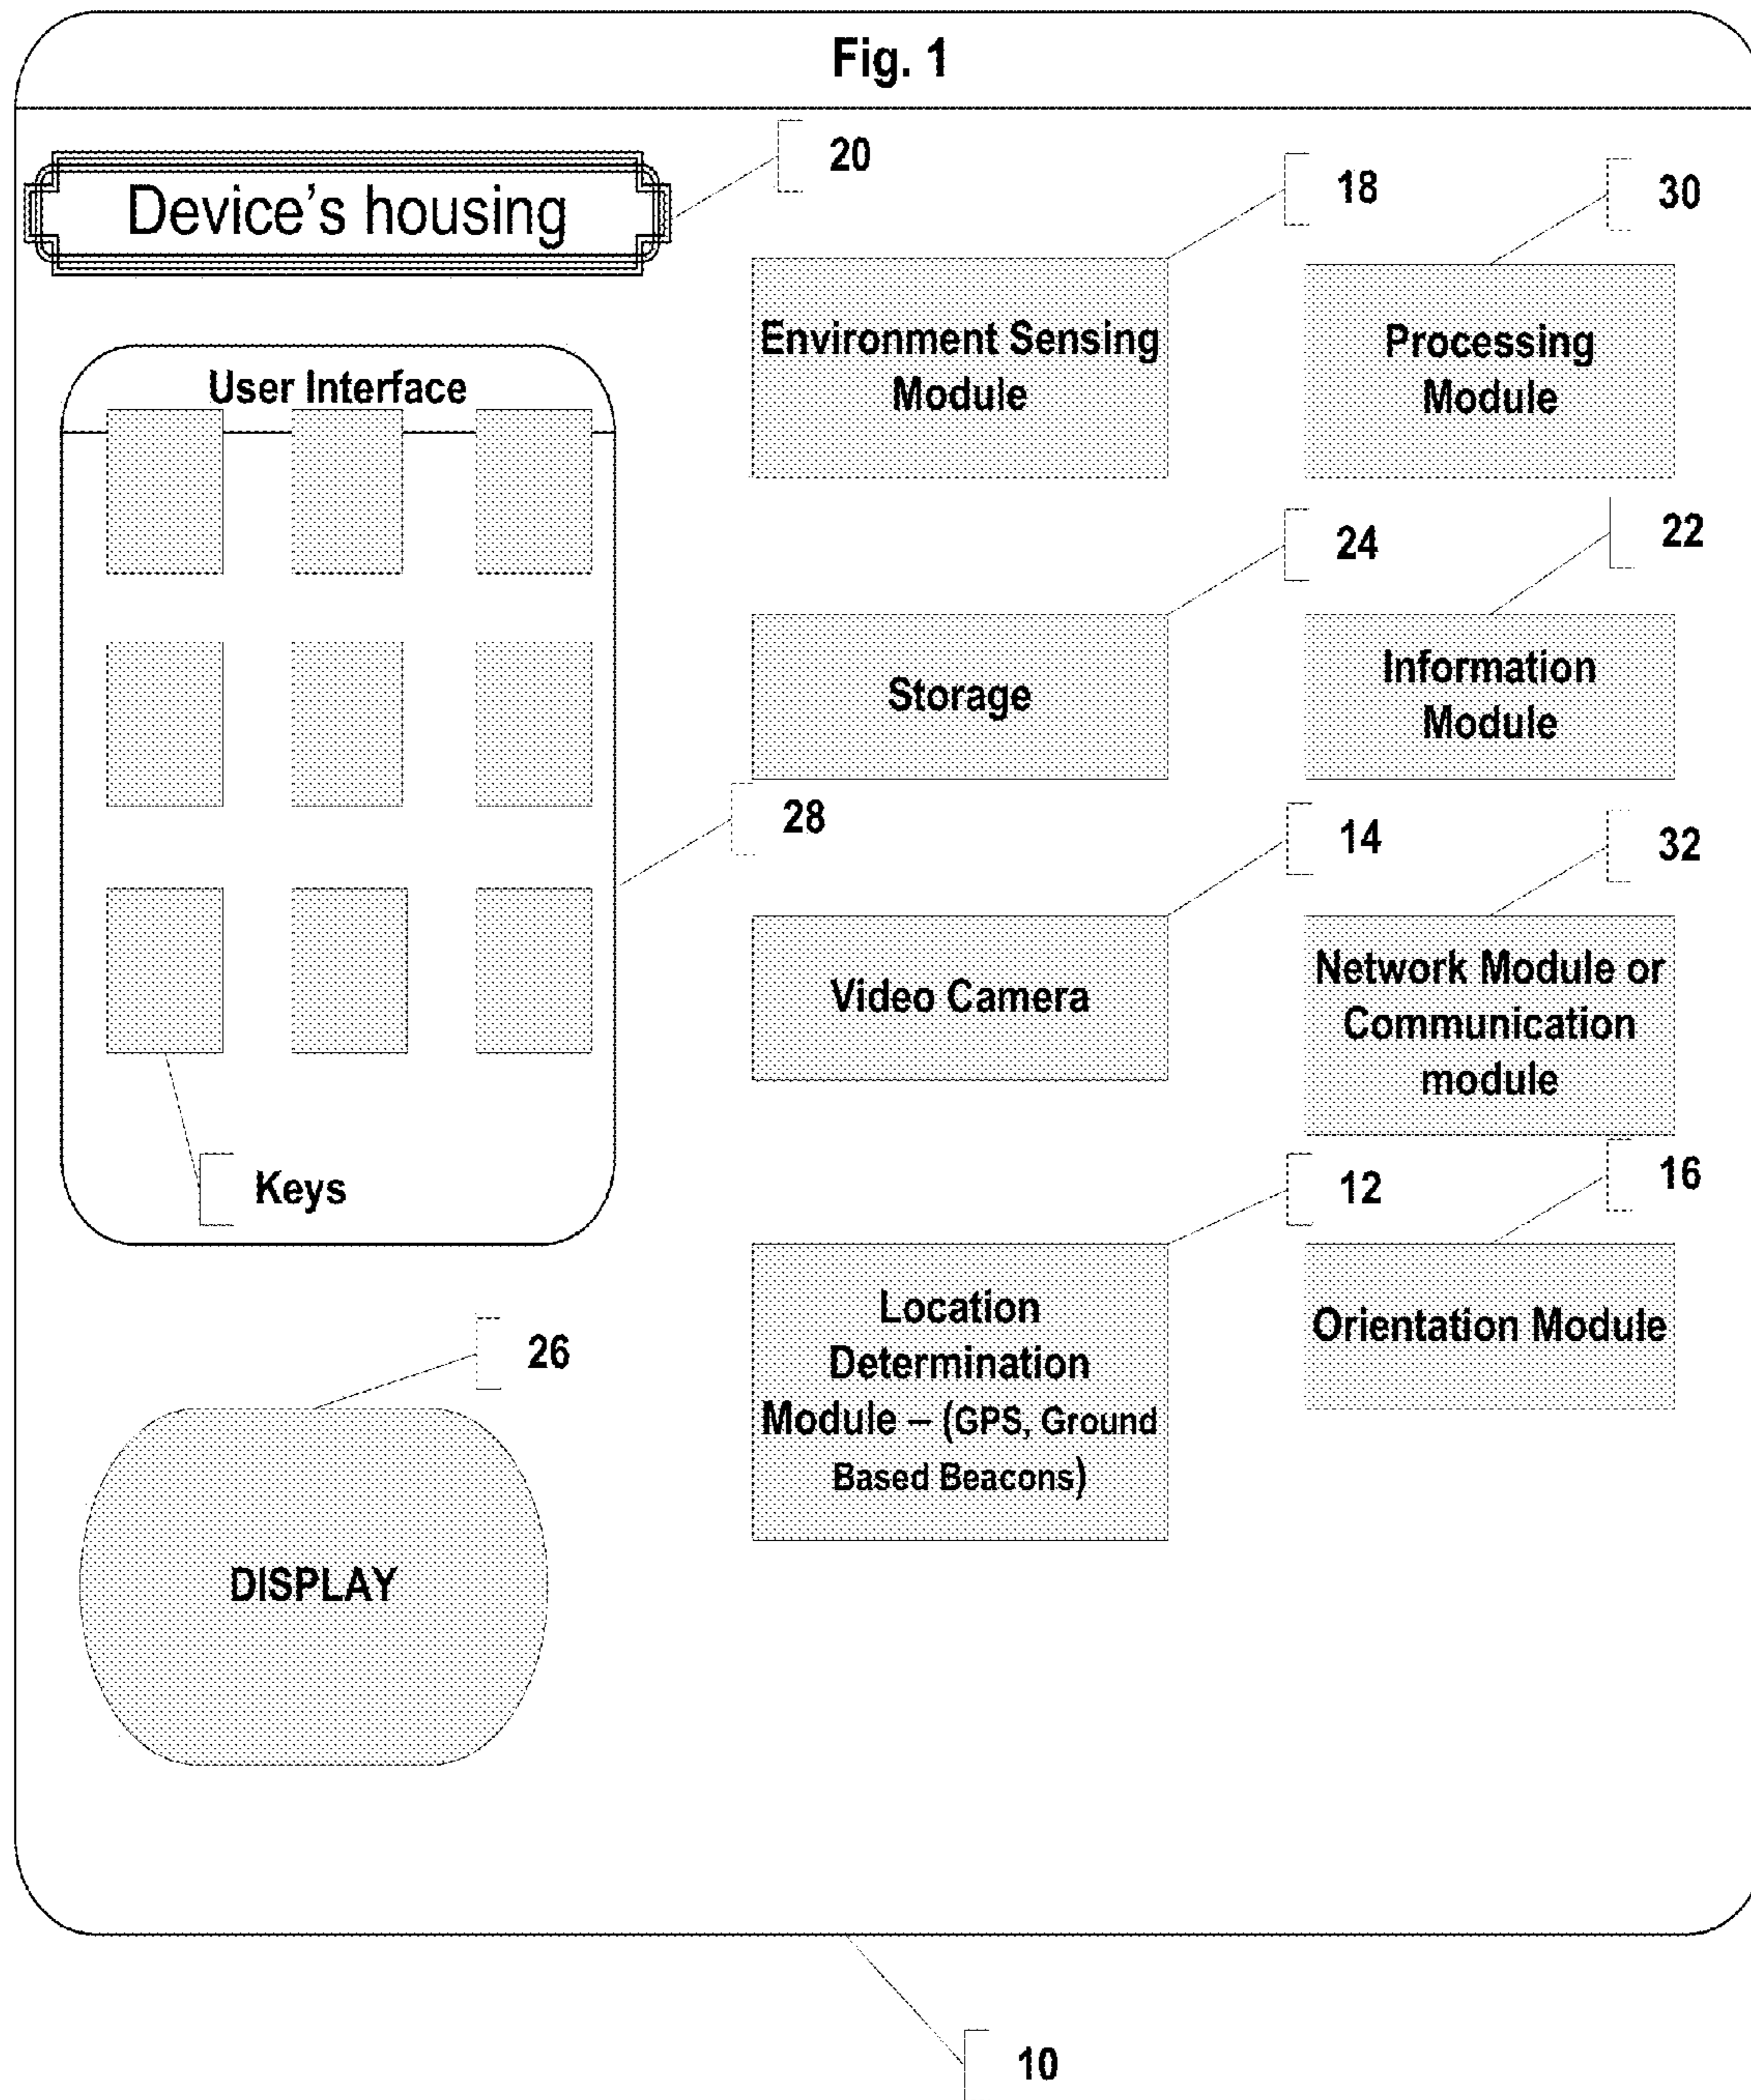 Fig. 1
20
Device's housing
18
30
Environment Sensing
Module
Processing
Module
User Interface
24
22
Storage
Information
Module
28
14
32
Video Camera
Network Module or
Communication
module
Keys
12
16
Location
Determination
Module – (GPS, Ground
Based Beacons)
Orientation Module
26
DISPLAY
10